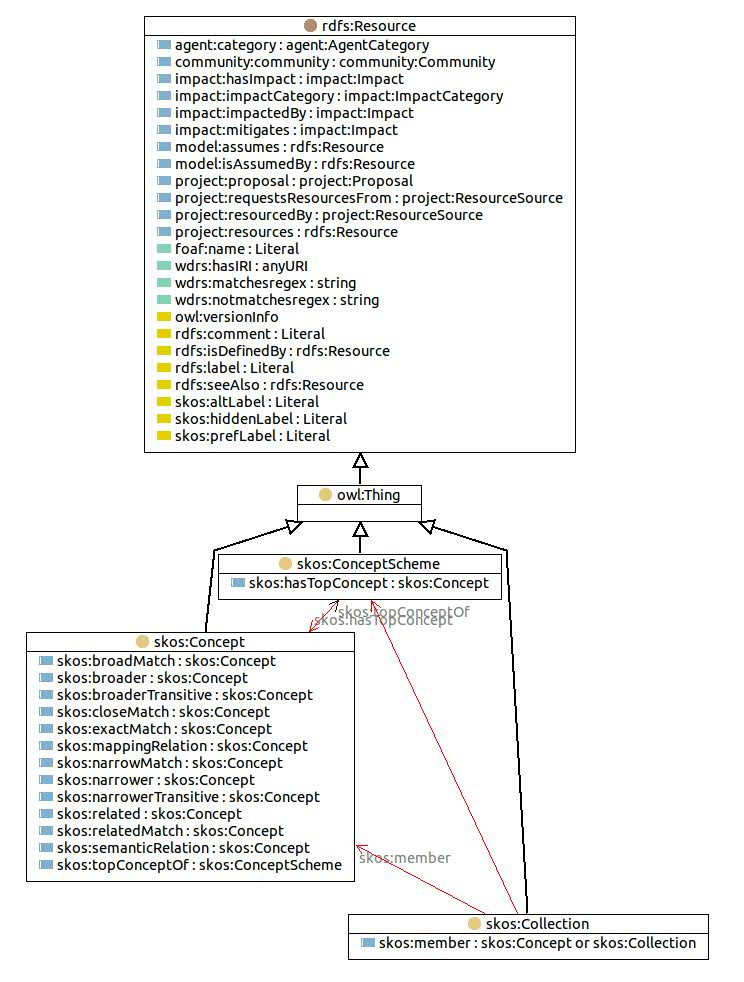 rdfs:Resource
agent:category : agent:AgentCategory
community:community : community:Community
impact:hasImpact : impact:Impact
impact:impactCategory : impact:ImpactCategory
impact:impactedBy : impact:Impact
impact:mitigates : impact:Impact
model:assumes : rdfs:Resource
model:isAssumedBy : rdfs:Resource
project:proposal : project:Proposal
project:requestsResourcesFrom : project:ResourceSource
project:resourcedBy : project:ResourceSource
project:resources : rdfs:Resource
foaf:name : Literal
wdrs:hasIRI : anyURI
wdrs:matchesregex : string
wdrs:notmatchesregex : string
owl:versionInfo
rdfs:comment : Literal
rdfs:isDefinedBy : rdfs:Resource
rdfs:label : Literal
rdfs:seeAlso : rdfs:Resource
skos:altLabel : Literal
skos:hiddenLabel : Literal
skos:prefLabel : Literal
owl:Thing
skos:ConceptScheme
skos:hasTopConcept : skos:Concept
skos:topConceptOf
skos:hasTopConcept
skos:Concept
skos:broadMatch : skos:Concept
skos:broader : skos:Concept
skos:broaderTransitive : skos:Concept
skos:closeMatch : skos:Concept
skos:exactMatch : skos:Concept
skos:mappingRelation : skos:Concept
skos:narrowMatch : skos:Concept
skos:narrower : skos:Concept
skos:narrowerTransitive : skos:Concept
skos:related : skos:Concept
skos:relatedMatch : skos:Concept
skos:semanticRelation : skos:Concept
skos:topConceptOf : skos:ConceptScheme
skos:member
skos:Collection
skos:member : skos:Concept or skos:Collection